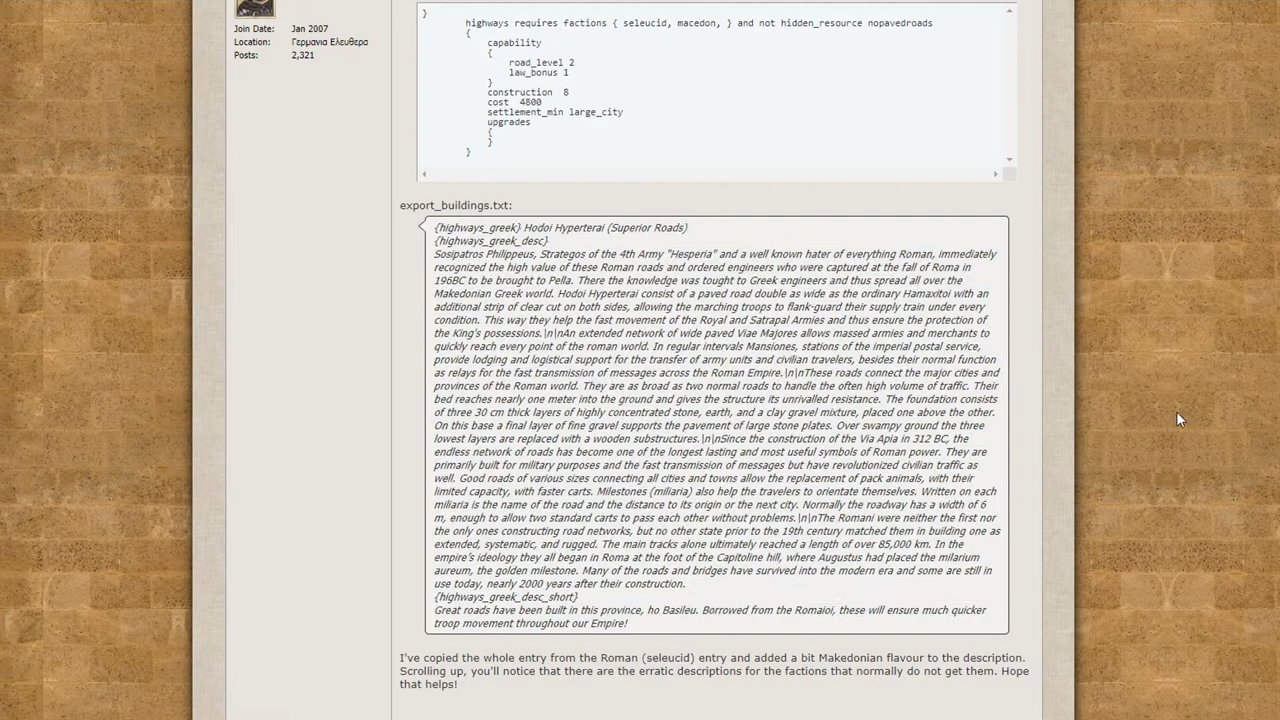 Join Date: Jan 2007
Location: Γερμανια Ελευθερα
Posts: 2,321
}
highways requires factions { seleucid, macedon, } and not hidden_resource nopavedroads
{
capability
{
road_level 2
law_bonus 1
}
construction 8
cost 4800
settlement_min large_city
upgrades
{
}
}
export_buildings.txt:
{highways_greek} Hodoi Hyperterai (Superior Roads)
{highways_greek_desc}
Sosipatros Philippeus, Strategos of the 4th Army "Hesperia" and a well known hater of everything Roman, immediately
recognized the high value of these Roman roads and ordered engineers who were captured at the fall of Roma in
196BC to be brought to Pella. There the knowledge was tought to Greek engineers and thus spread all over the
Makedonian Greek world. Hodoi Hyperterai consist of a paved road double as wide as the ordinary Hamaxitoi with an
additional strip of clear cut on both sides, allowing the marching troops to flank-guard their supply train under every
condition. This way they help the fast movement of the Royal and Satrapal Armies and thus ensure the protection of
the King's possessions.\n\nAn extended network of wide paved Viae Majores allows massed armies and merchants to
quickly reach every point of the roman world. In regular intervals Mansiones, stations of the imperial postal service,
provide lodging and logistical support for the transfer of army units and civilian travelers, besides their normal function
as relays for the fast transmission of messages across the Roman Empire.\n\nThese roads connect the major cities and
provinces of the Roman world. They are as broad as two normal roads to handle the often high volume of traffic. Their
bed reaches nearly one meter into the ground and gives the structure its unrivalled resistance. The foundation consists
of three 30 cm thick layers of highly concentrated stone, earth, and a clay gravel mixture, placed one above the other.
On this base a final layer of fine gravel supports the pavement of large stone plates. Over swampy ground the three
lowest layers are replaced with a wooden substructures.\n\nSince the construction of the Via Apia in 312 BC, the
endless network of roads has become one of the longest lasting and most useful symbols of Roman power. They are
primarily built for military purposes and the fast transmission of messages but have revolutionized civilian traffic as
well. Good roads of various sizes connecting all cities and towns allow the replacement of pack animals, with their
limited capacity, with faster carts. Milestones (miliaria) also help the travelers to orientate themselves. Written on each
miliaria is the name of the road and the distance to its origin or the next city. Normally the roadway has a width of 6
m, enough to allow two standard carts to pass each other without problems.\n\nThe Romani were neither the first nor
the only ones constructing road networks, but no other state prior to the 19th century matched them in building one as
extended, systematic, and rugged. The main tracks alone ultimately reached a length of over 85,000 km. In the
empire's ideology they all began in Roma at the foot of the Capitoline hill, where Augustus had placed the milarium
aureum, the golden milestone. Many of the roads and bridges have survived into the modern era and some are still in
use today, nearly 2000 years after their construction.
{highways_greek_desc_short}
Great roads have been built in this province, ho Basileu. Borrowed from the Romaioi, these will ensure much quicker
troop movement throughout our Empire!
I've copied the whole entry from the Roman (seleucid) entry and added a bit Makedonian flavour to the description.
Scrolling up, you'll notice that there are the erratic descriptions for the factions that normally do not get them. Hope
that helps!